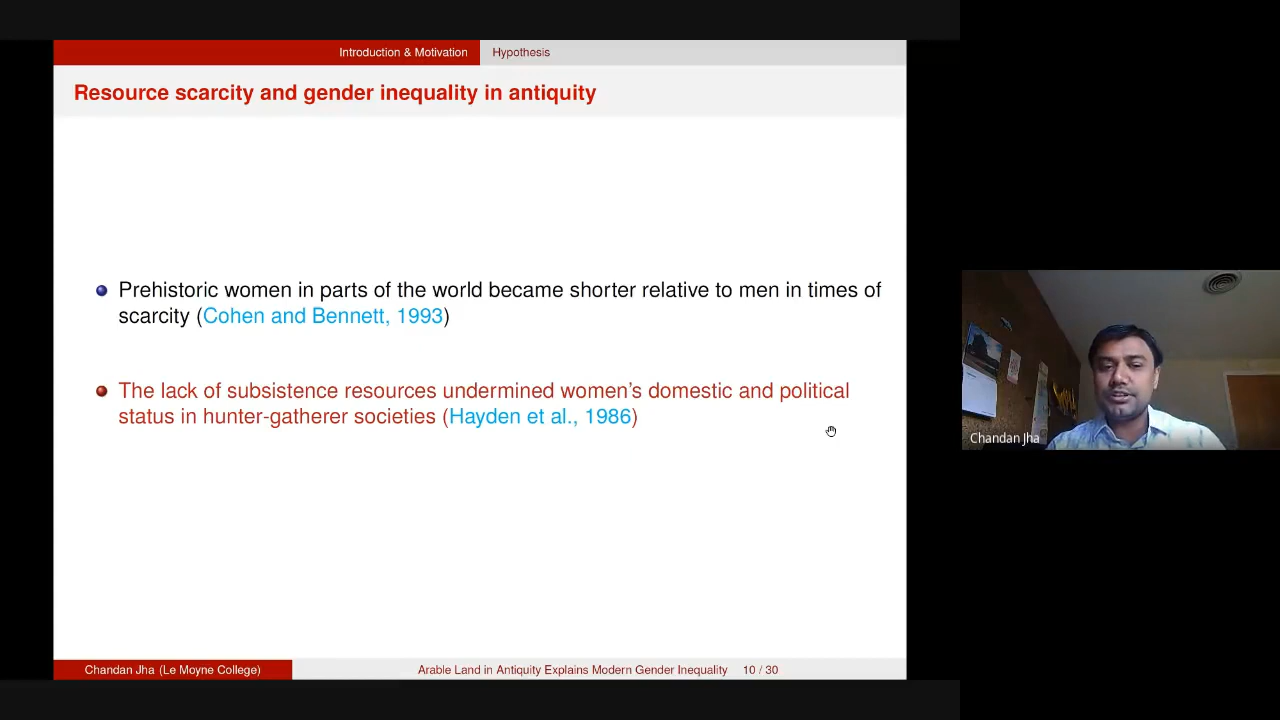 Introduction & Motivation Hypothesis
Resource scarcity and gender inequality in antiquity
Prehistoric women in parts of the world became shorter relative to men in times of
scarcity (Cohen and Bennett, 1993)
The lack of subsistence resources undermined women's domestic and political
status in hunter-gatherer societies (Hayden et al., 1986)
Chandan Jha
Chandan Jha (Le Moyne College) Arable Land in Antiquity Explains Modern Gender Inequality 10 / 30